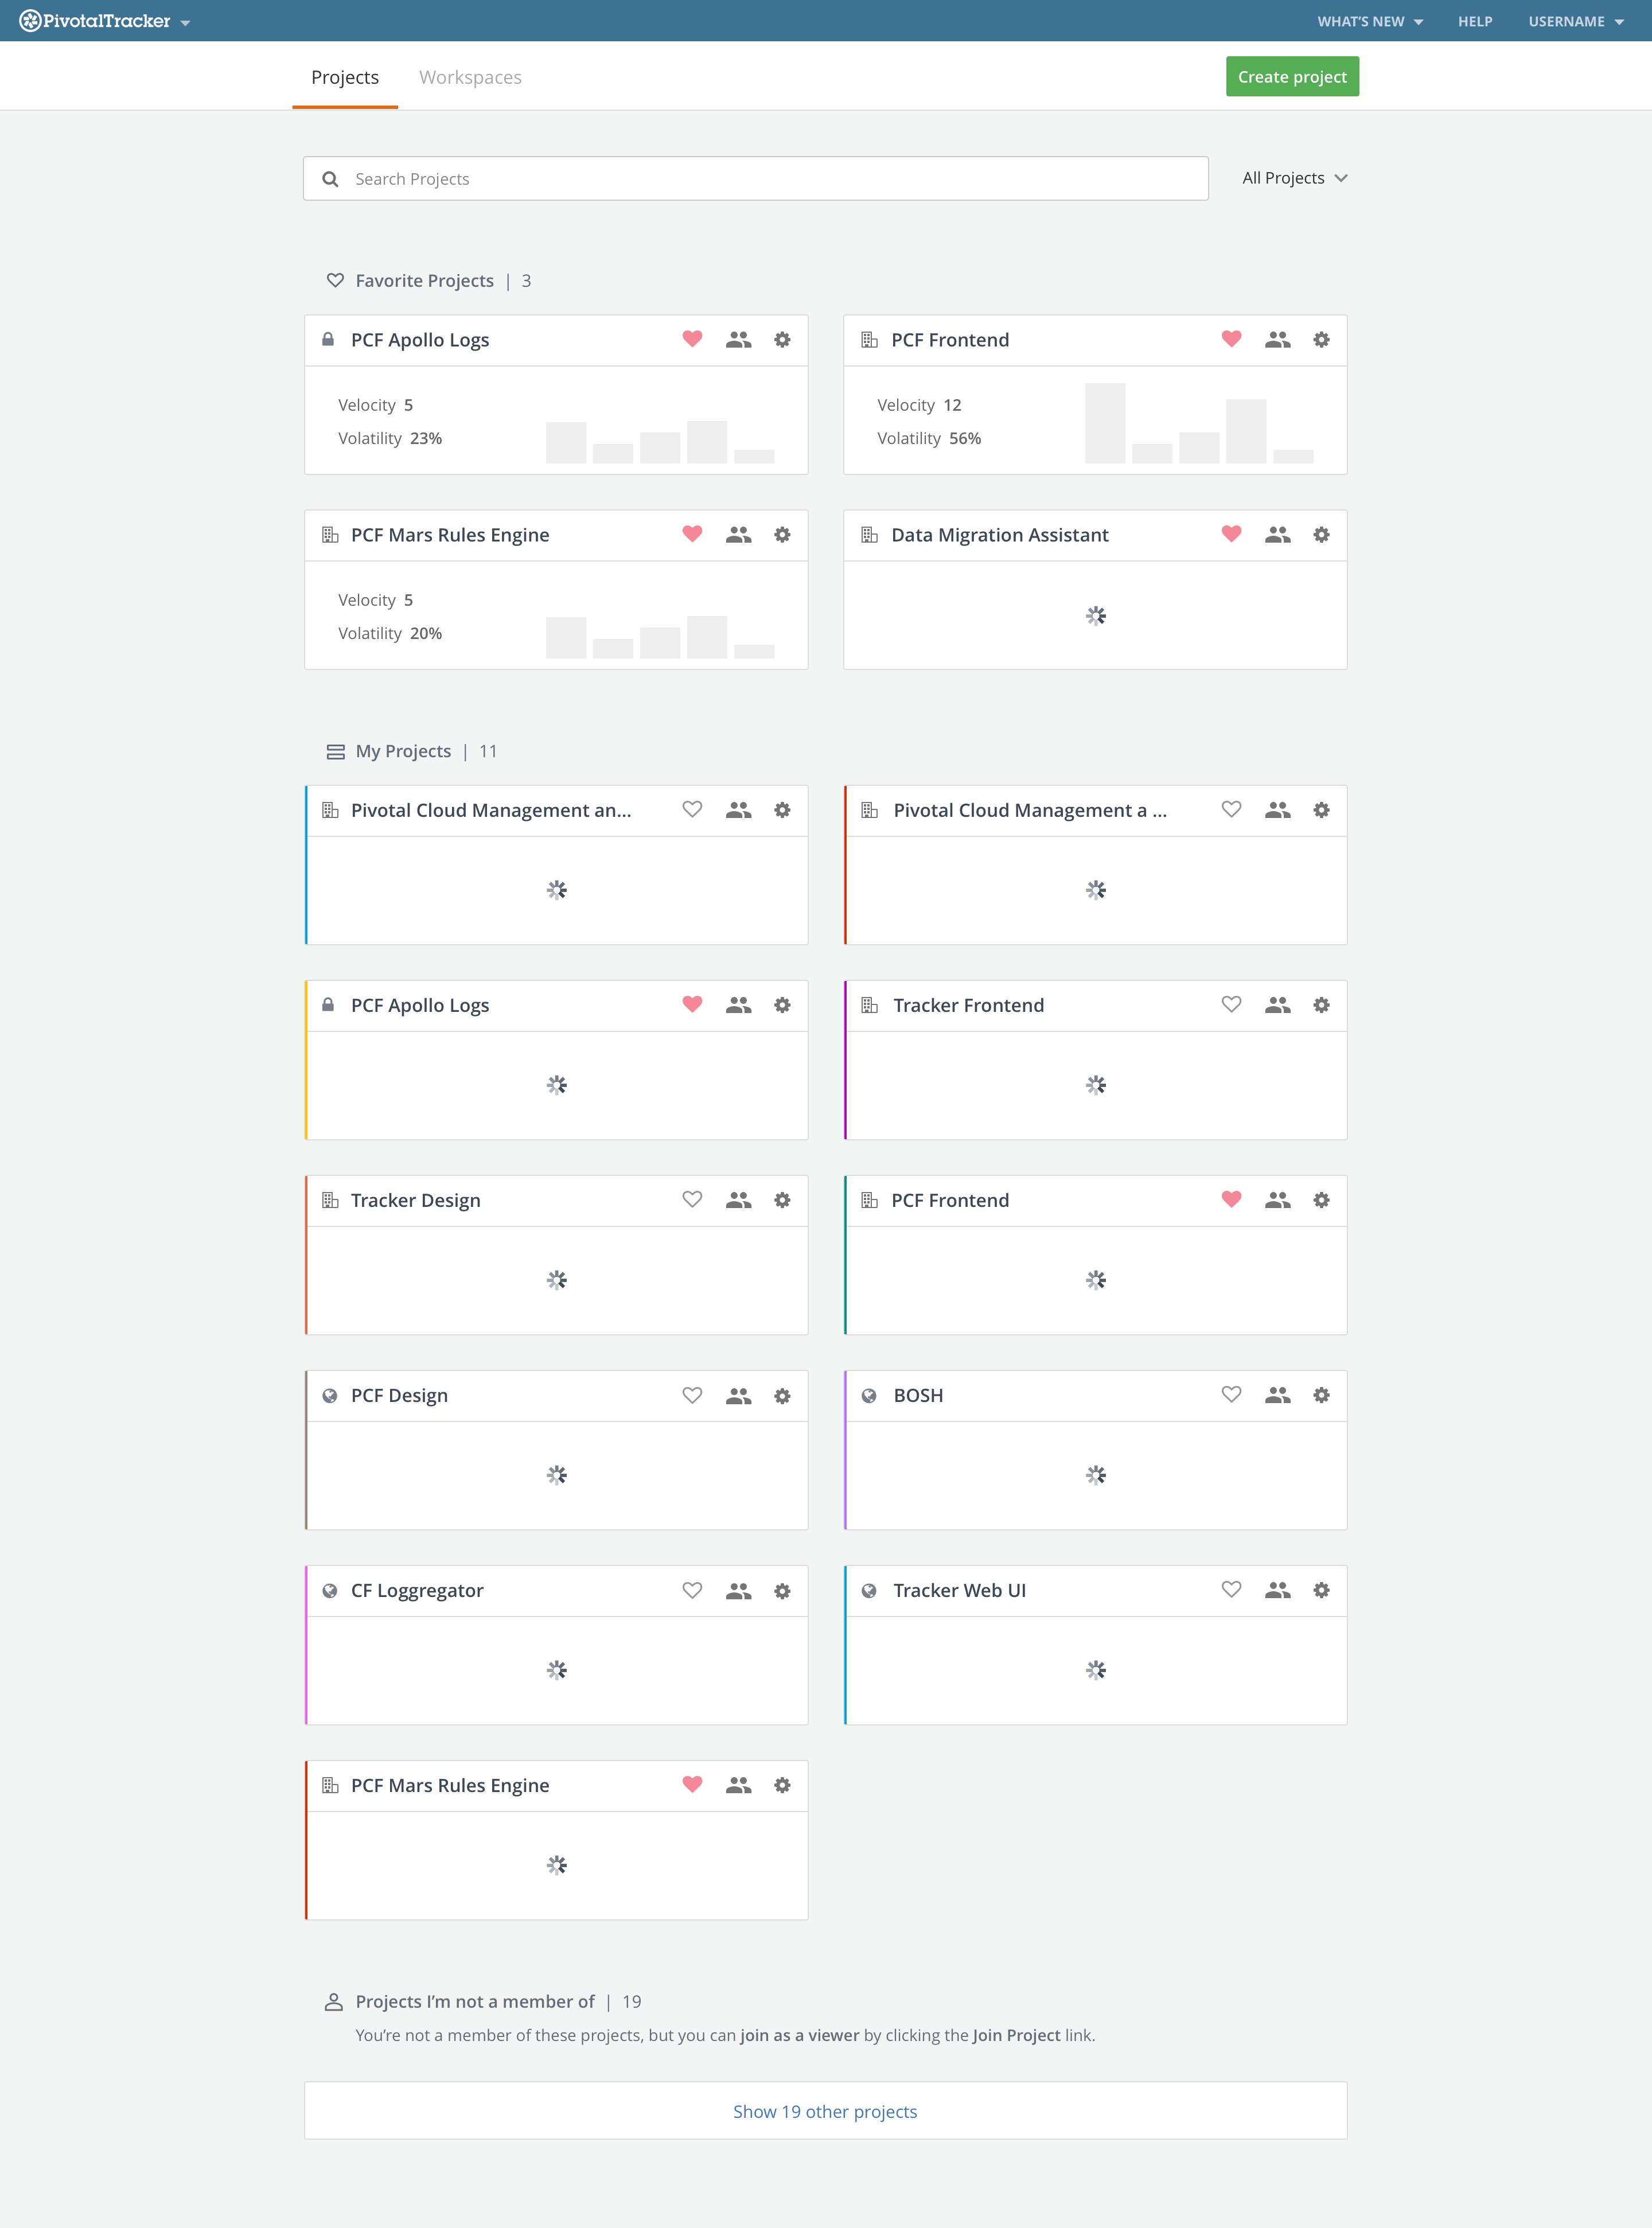 PivotalTracker
WHAT'S NEW
HELP
USERNAME
Projects
Workspaces
Create project
Search Projects
All Projects
Favorite Projects | 3
PCF Apollo Logs
Velocity 5
Volatility 23%
PCF Frontend
Velocity 12
Volatility 56%
PCF Mars Rules Engine
Velocity 5
Volatility 20%
Data Migration Assistant
My Projects | 11
Pivotal Cloud Management an...
Pivotal Cloud Management a ...
PCF Apollo Logs
Tracker Frontend
Tracker Design
PCF Frontend
PCF Design
BOSH
CF Loggregator
Tracker Web UI
PCF Mars Rules Engine
Projects I’m not a member of | 19
You’re not a member of these projects, but you can join as a viewer by clicking the Join Project link.
Show 19 other projects